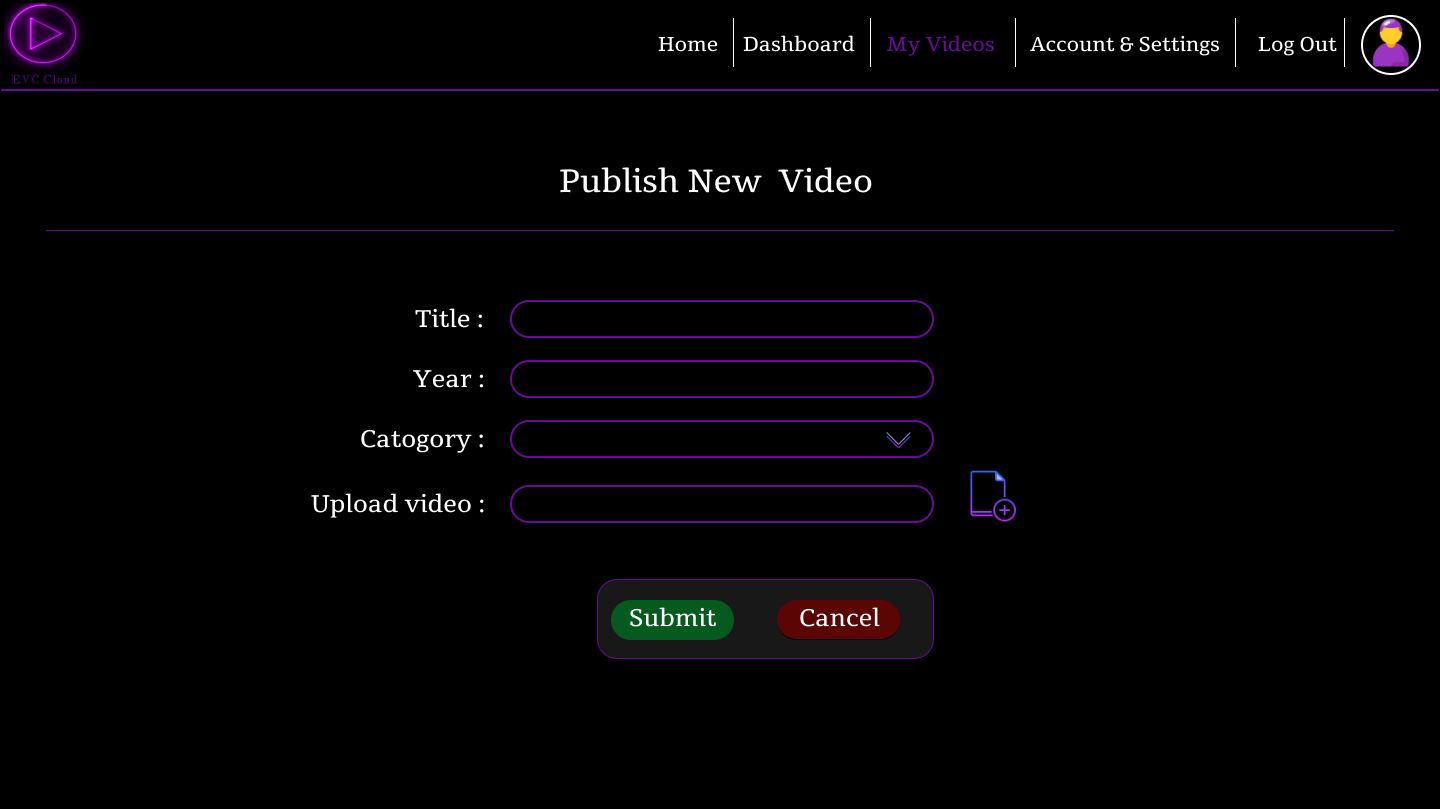 Home Dashboard My Videos Account & Settings Log Out
EVC Cloud
Publish New Video
Title :
Year :
Catogory :
Upload video :
Submit Cancel